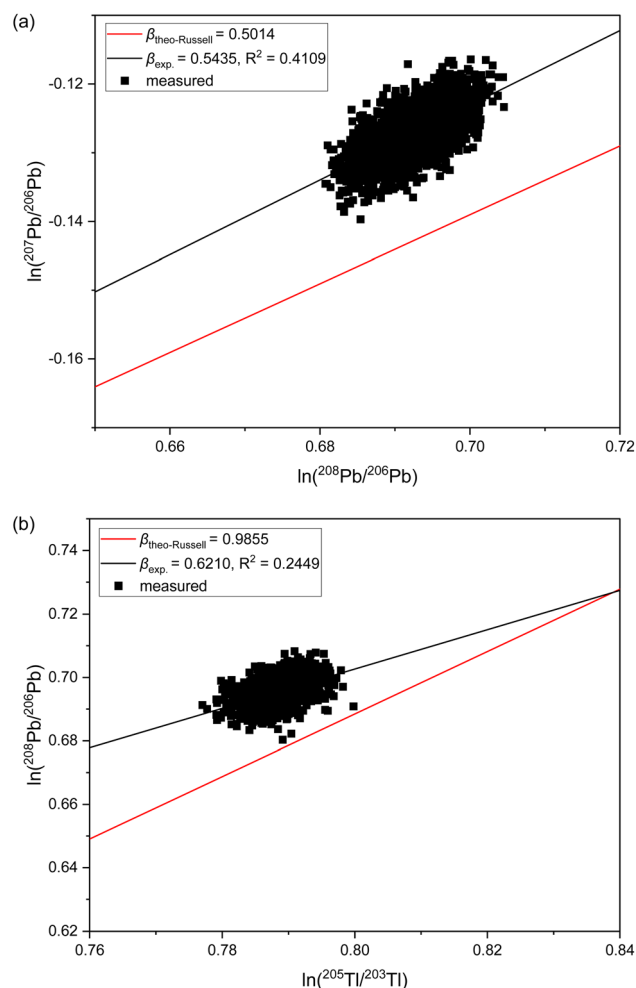 (a)
βtheo-Russell = 0.5014
βexp. = 0.5435, R² = 0.4109
measured
-0.12
-0.14
-0.16
ln(²⁰⁷Pb/²⁰⁶Pb)
0.66
0.68
0.70
0.72
ln(²⁰⁸Pb/²⁰⁶Pb)
(b)
βtheo-Russell = 0.9855
βexp. = 0.6210, R² = 0.2449
measured
0.74
0.72
0.70
0.68
0.66
0.64
0.62
ln(²⁰⁸Pb/²⁰⁶Pb)
0.76
0.78
0.80
0.82
0.84
ln(²⁰⁵Tl/²⁰³Tl)